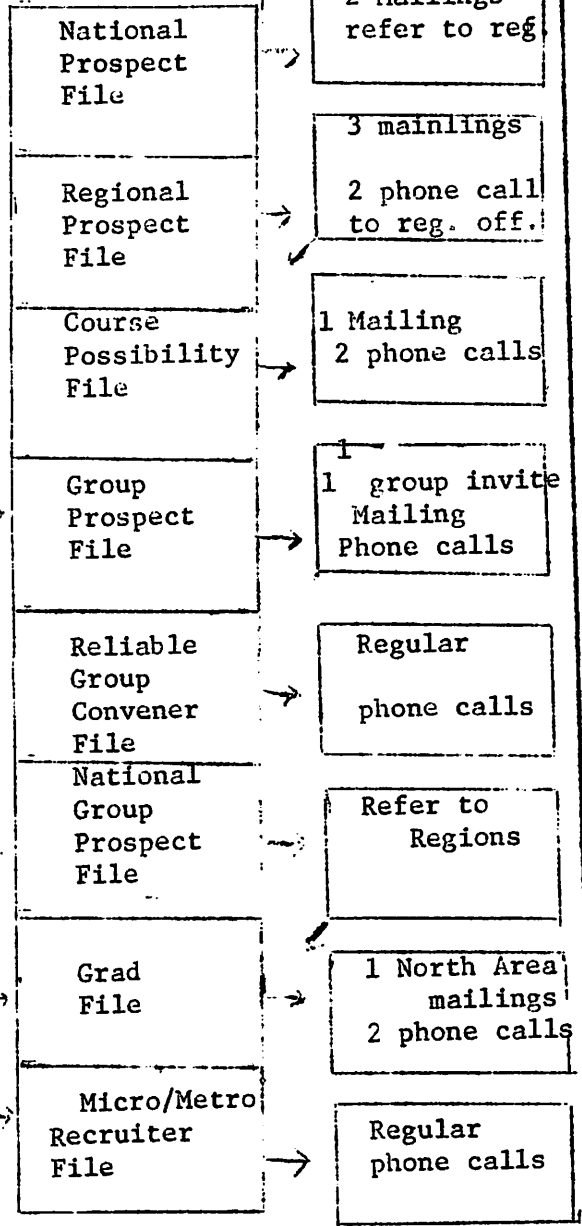 National
Prospect
File
2 Mailings
refer to reg.
Regional
Prospect
File
3 mainlings
2 phone call
to reg. off.
Course
Possibility
File
1 Mailing
2 phone calls
Group
Prospect
File
1
1 group invite
Mailing
Phone calls
Reliable
Group
Convener
File
Regular
phone calls
National
Group
Prospect
File
Refer to
Regions
Grad
File
1 North Area
mailings
2 phone calls
Micro/Metro
Recruiter
File
Regular
phone calls